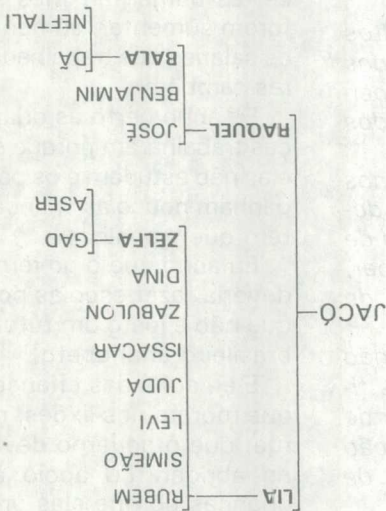 LIA — RUBEM
SIMEÃO
LEVI
JUDÁ
ISSACAR
ZABULON
DINA
ZELFA — GAD
ASER
JACÓ
RAQUEL — JOSÉ
BENJAMIN
BALA — DÃ
NEFTALI